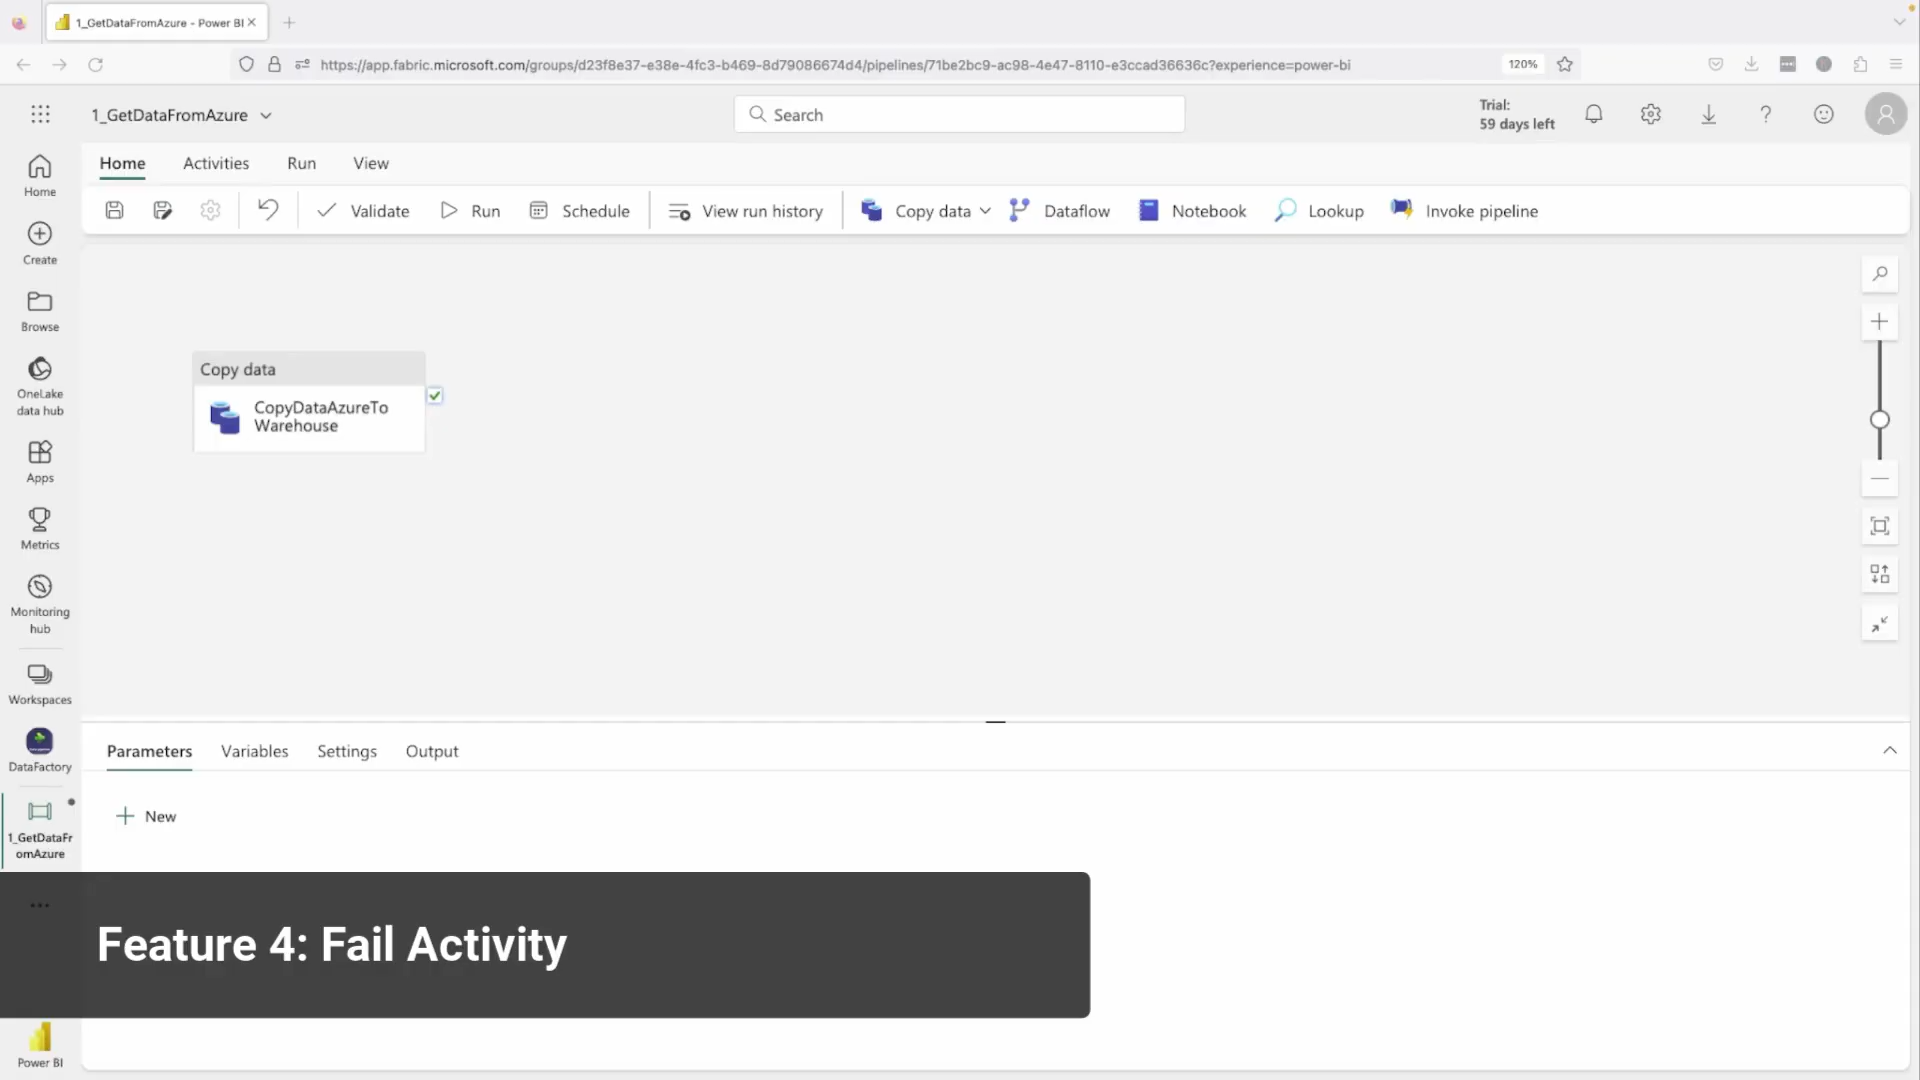 1_GetDataFromAzure - Power BI
https://app.fabric.microsoft.com/groups/d23f8e37-e38e-4fc3-b469-8d79086674d4/pipelines/71be2bc9-ac98-4e47-8110-e3ccad36636c?experience=power-bi
120%
1_GetDataFromAzure
Search
Trial:
59 days left
Home
Activities
Run
View
Validate
Run
Schedule
View run history
Copy data
Dataflow
Notebook
Lookup
Invoke pipeline
Home
Create
Browse
OneLake
data hub
Apps
Metrics
Monitoring
hub
Workspaces
DataFactory
1_GetDataFr
omAzure
Power BI
Copy data
CopyDataAzureTo
Warehouse
Parameters
Variables
Settings
Output
New
Feature 4: Fail Activity